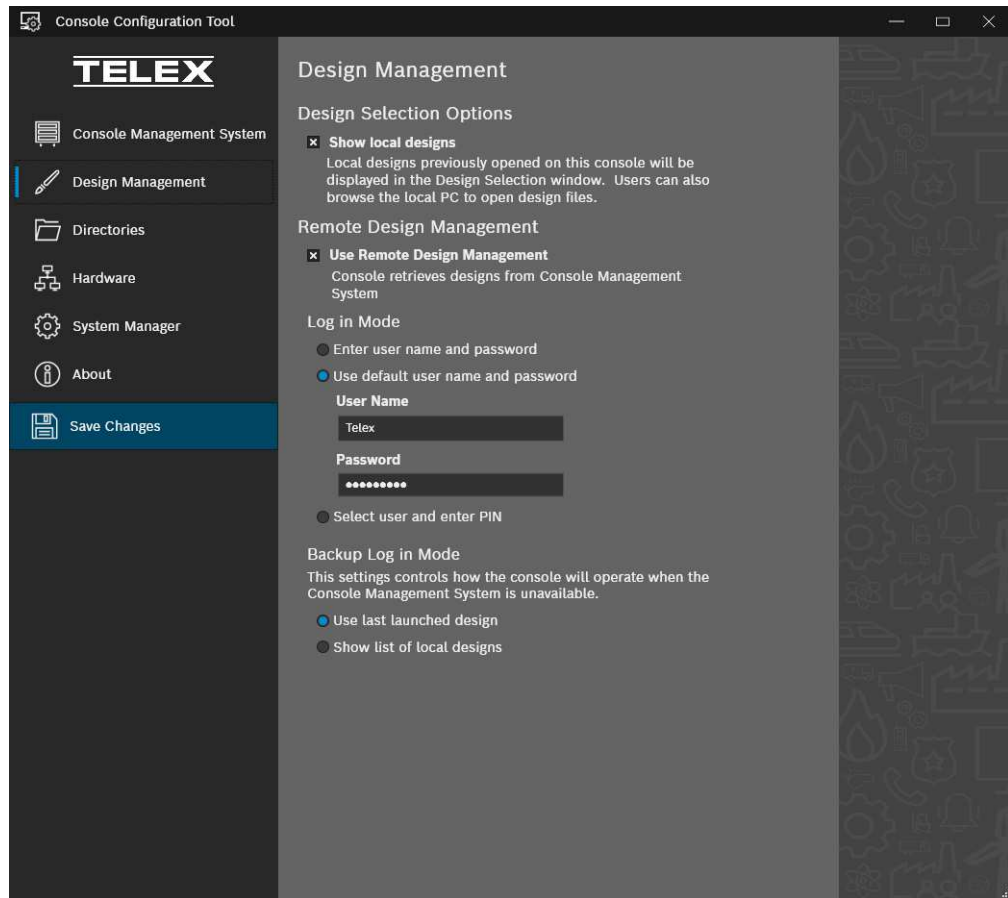 Console Configuration Tool
TELEX
Console Management System
Design Management
Directories
Hardware
System Manager
About
Save Changes
Design Management
Design Selection Options
Show local designs
Local designs previously opened on this console will be
displayed in the Design Selection window.  Users can also
browse the local PC to open design files.
Remote Design Management
Use Remote Design Management
Console retrieves designs from Console Management
System
Log in Mode
Enter user name and password
Use default user name and password
User Name
Telex
Password
●●●●●●●●●
Select user and enter PIN
Backup Log in Mode
This settings controls how the console will operate when the
Console Management System is unavailable.
Use last launched design
Show list of local designs